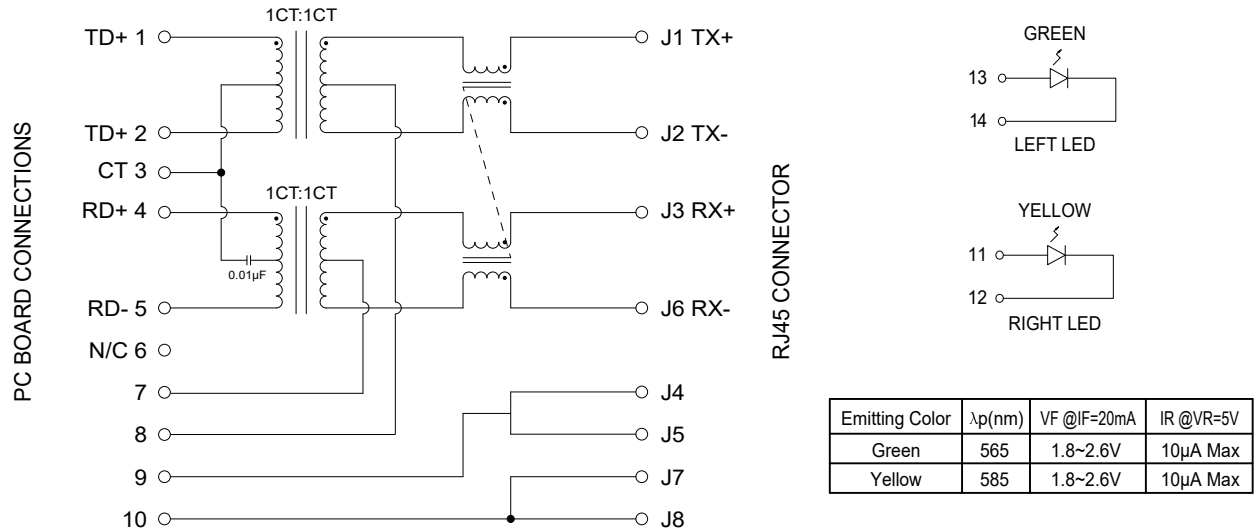 PC BOARD CONNECTIONS
1CT:1CT
TD+ 1
TD+ 2
CT 3
1CT:1CT
RD+ 4
0.01µF
RD- 5
N/C 6
7
8
9
10
J1 TX+
J2 TX-
J3 RX+
J6 RX-
J4
J5
J7
J8
RJ45 CONNECTOR
GREEN
13
14
LEFT LED
YELLOW
11
12
RIGHT LED
Emitting Color λp(nm) VF @IF=20mA IR @VR=5V
Green 565 1.8~2.6V 10µA Max
Yellow 585 1.8~2.6V 10µA Max